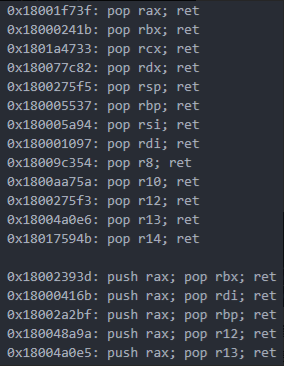 0x18001f73f: pop rax; ret
0x18000241b: pop rbx; ret
0x1801a4733: pop rcx; ret
0x180077c82: pop rdx; ret
0x1800275f5: pop rsp; ret
0x180005537: pop rbp; ret
0x180005a94: pop rsi; ret
0x180001097: pop rdi; ret
0x18009c354: pop r8; ret
0x1800aa75a: pop r10; ret
0x1800275f3: pop r12; ret
0x18004a0e6: pop r13; ret
0x18017594b: pop r14; ret

0x18002393d: push rax; pop rbx; ret
0x18000416b: push rax; pop rdi; ret
0x18002a2bf: push rax; pop rbp; ret
0x180048a9a: push rax; pop r12; ret
0x18004a0e5: push rax; pop r13; ret